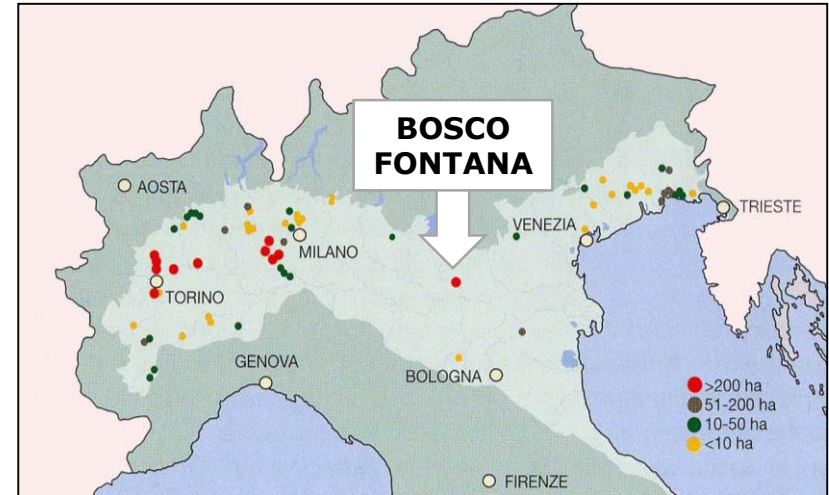 BOSCO
FONTANA
AOSTA
TRIESTE
VENEZIA
MILANO
TORINO
GENOVA
BOLOGNA
>200 ha
51-200 ha
10-50 ha
<10 ha
FIRENZE